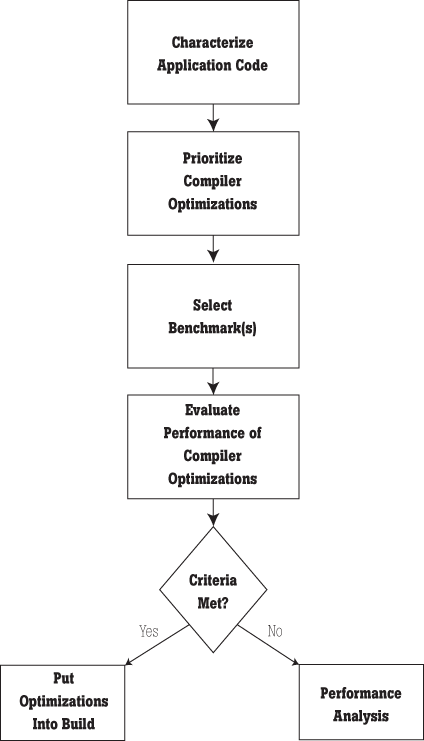 Characterize
Application Code
Prioritize
Compiler
Optimizations
Select
Benchmark(s)
Evaluate
Performance of
Compiler
Optimizations
Criteria
Met?
Yes
No
Put
Optimizations
Into Build
Performance
Analysis